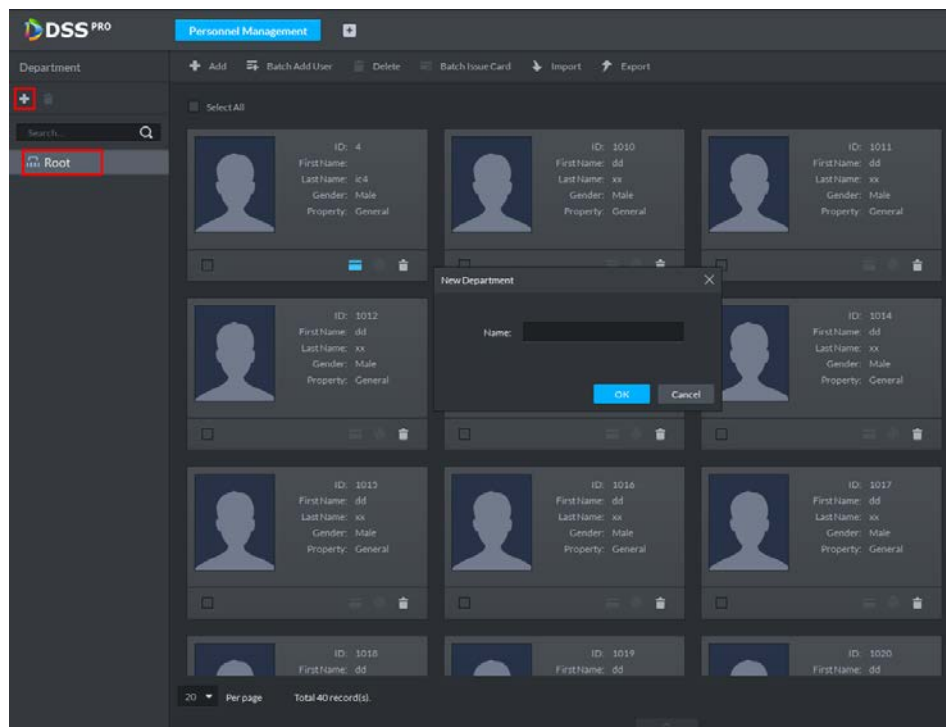 DSS PRO
Personnel Management
Department
Add Batch Add User Delete Batch Issue Card Import Export
Search...
Select All
Root
ID: 4
First Name:
Last Name: ic4
Gender: Male
Property: General
ID: 1010
First Name: dd
Last Name: xx
Gender: Male
Property: General
ID: 1011
First Name: dd
Last Name: xx
Gender: Male
Property: General
New Department
Name:
OK Cancel
ID: 1012
First Name: dd
Last Name: xx
Gender: Male
Property: General
ID: 1014
First Name: dd
Last Name: xx
Gender: Male
Property: General
ID: 1015
First Name: dd
Last Name: xx
Gender: Male
Property: General
ID: 1016
First Name: dd
Last Name: xx
Gender: Male
Property: General
ID: 1017
First Name: dd
Last Name: xx
Gender: Male
Property: General
ID: 1018
First Name: dd
ID: 1019
First Name: dd
ID: 1020
First Name: dd
20 Per page Total 40 record(s).